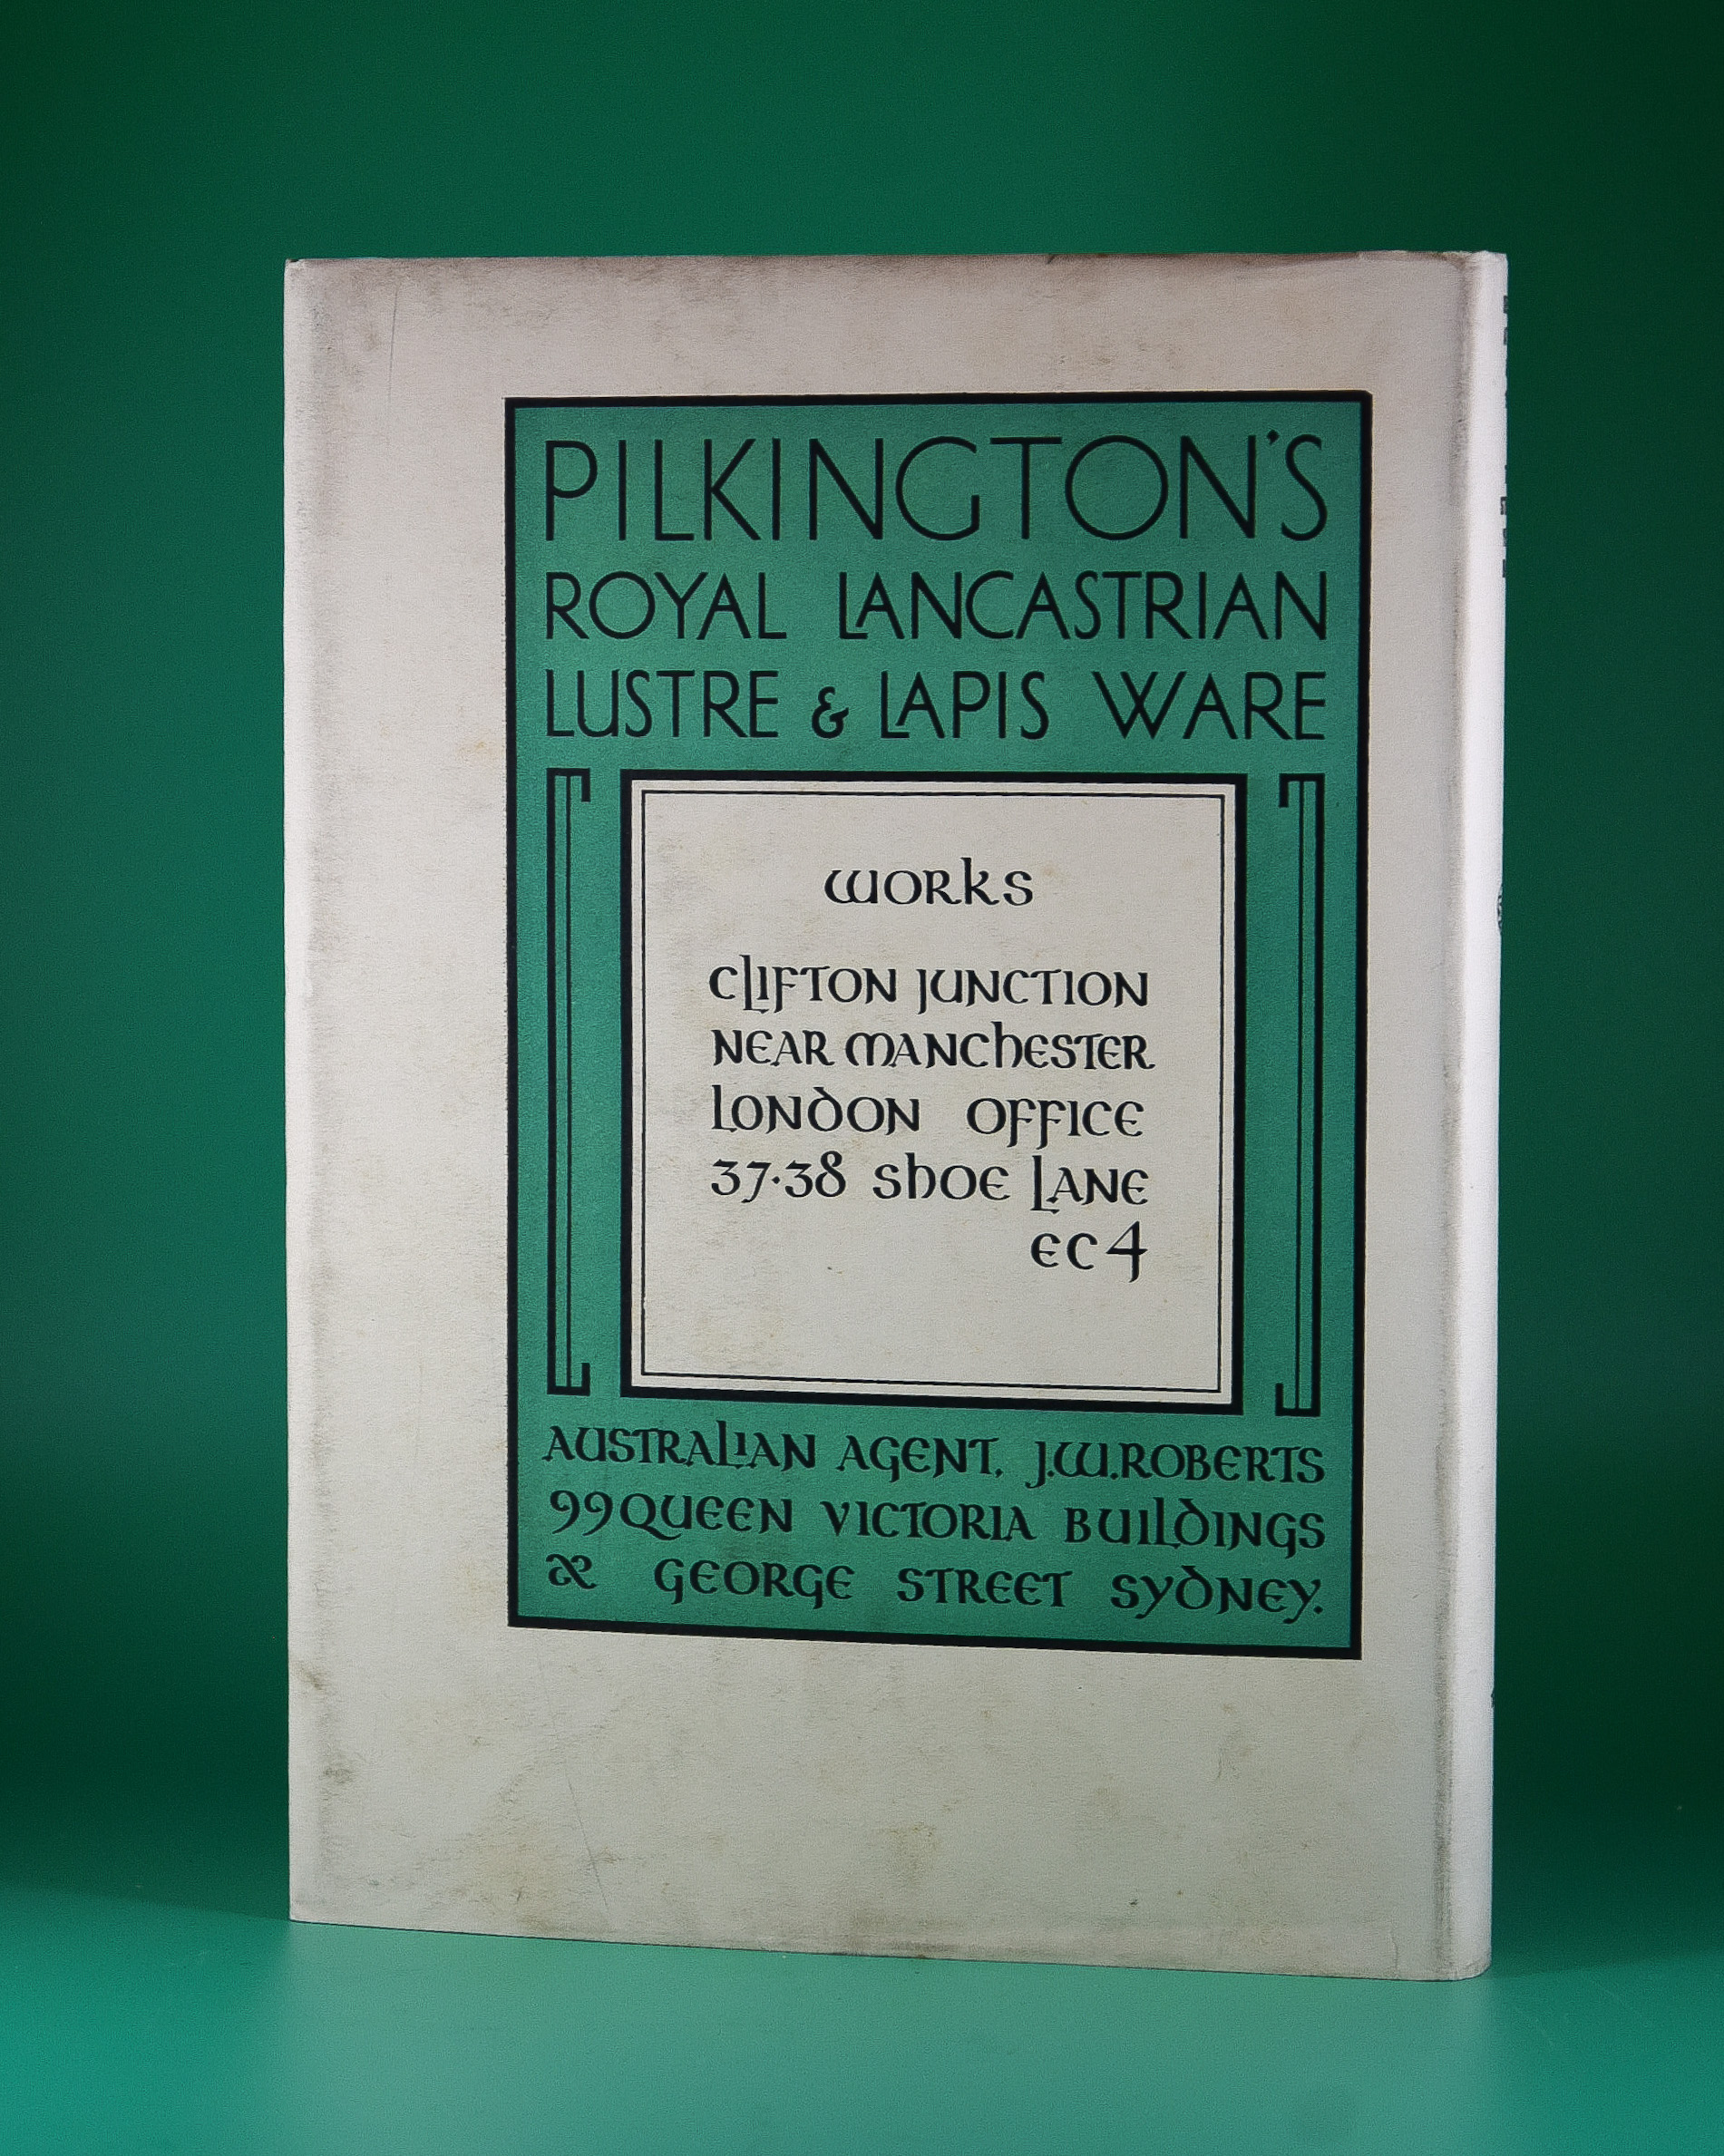 PILKINGTON'S
ROYAL LANCASTRIAN
LUSTRE & LAPIS WARE
WORKS
CLIFTON JUNCTION
NEAR MANCHESTER
LONDON OFFICE
37·38 SHOE LANE
EC4
AUSTRALIAN AGENT, J.W.ROBERTS
99 QUEEN VICTORIA BUILDINGS
& GEORGE STREET SYDNEY.